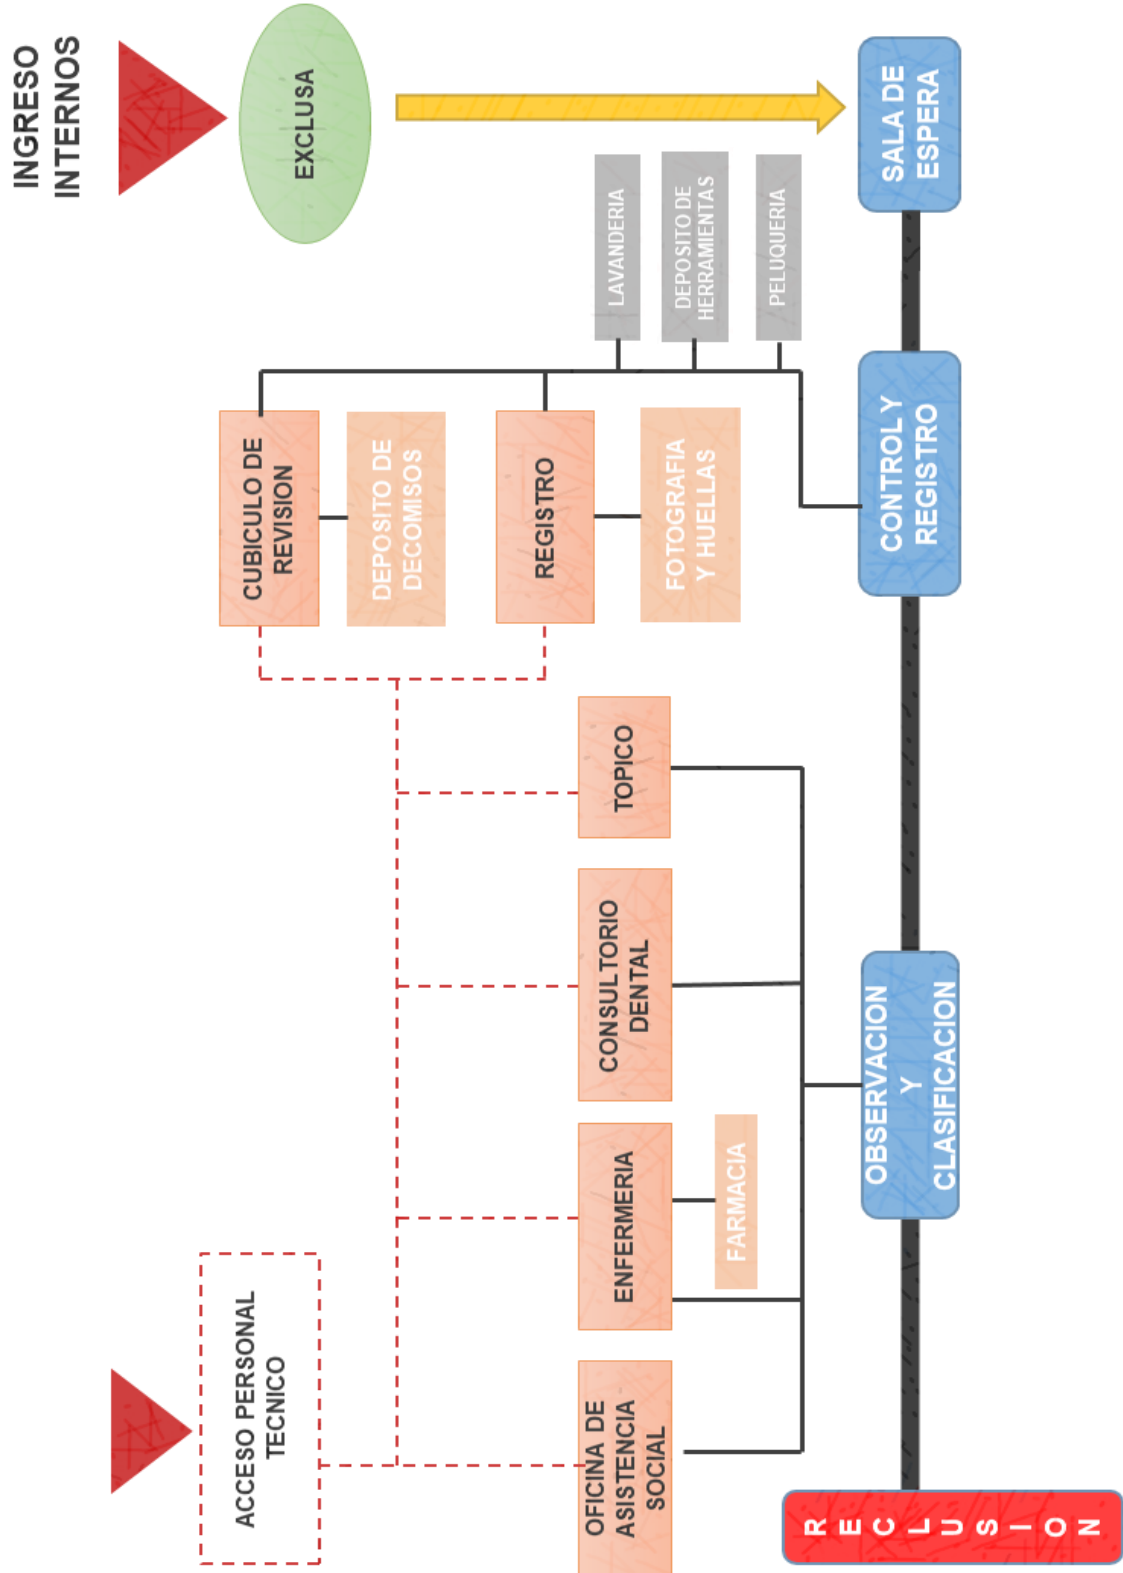 INGRESO
INTERNOS
EXCLUSA
SALA DE
ESPERA
LAVANDERIA
DEPOSITO DE
HERRAMIENTAS
PELUQUERIA
CUBICULO DE
REVISION
DEPOSITO DE
DECOMISOS
REGISTRO
FOTOGRAFIA
Y HUELLAS
CONTROL Y
REGISTRO
TOPICO
CONSULTORIO
DENTAL
ENFERMERIA
FARMACIA
OBSERVACION
Y
CLASIFICACION
ACCESO PERSONAL
TECNICO
OFICINA DE
ASISTENCIA
SOCIAL
RECLUSION